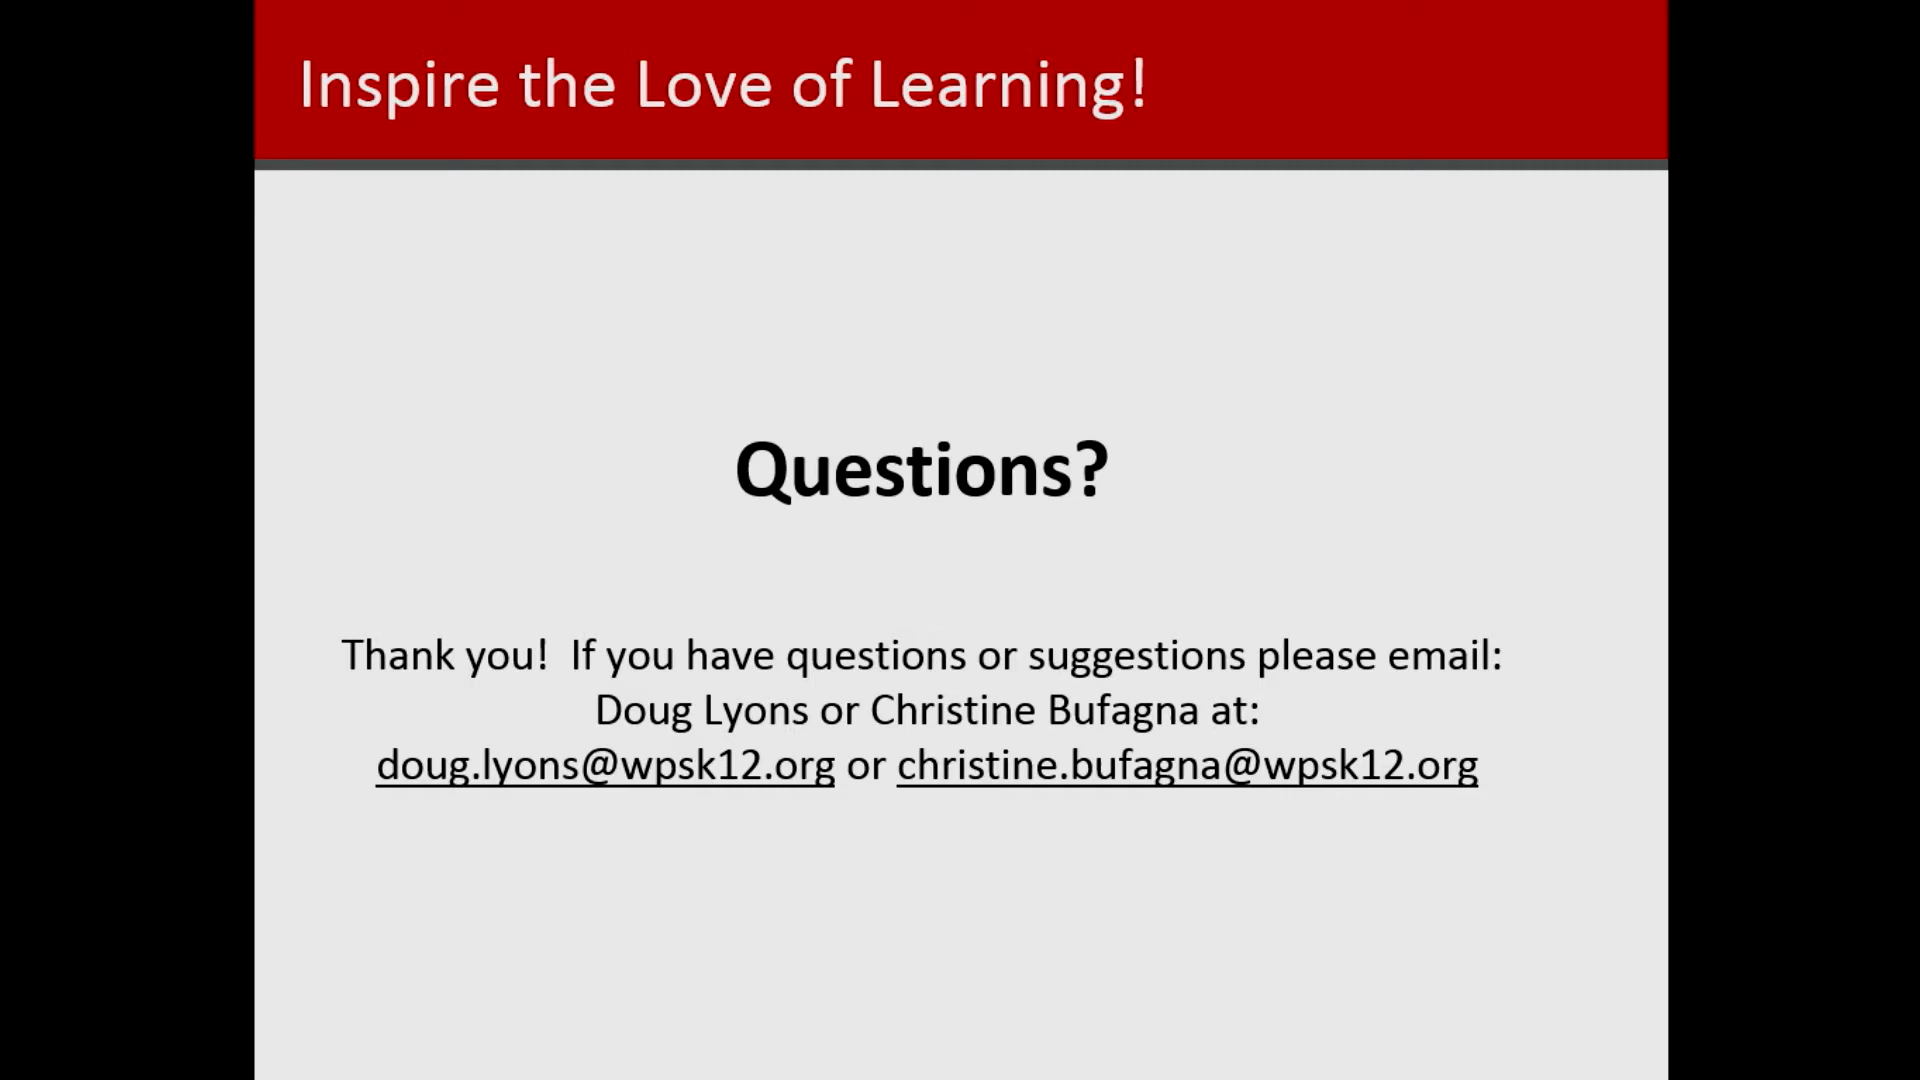 Inspire the Love of Learning!
Questions?
Thank you!  If you have questions or suggestions please email:
Doug Lyons or Christine Bufagna at:
doug.lyons@wpsk12.org or christine.bufagna@wpsk12.org